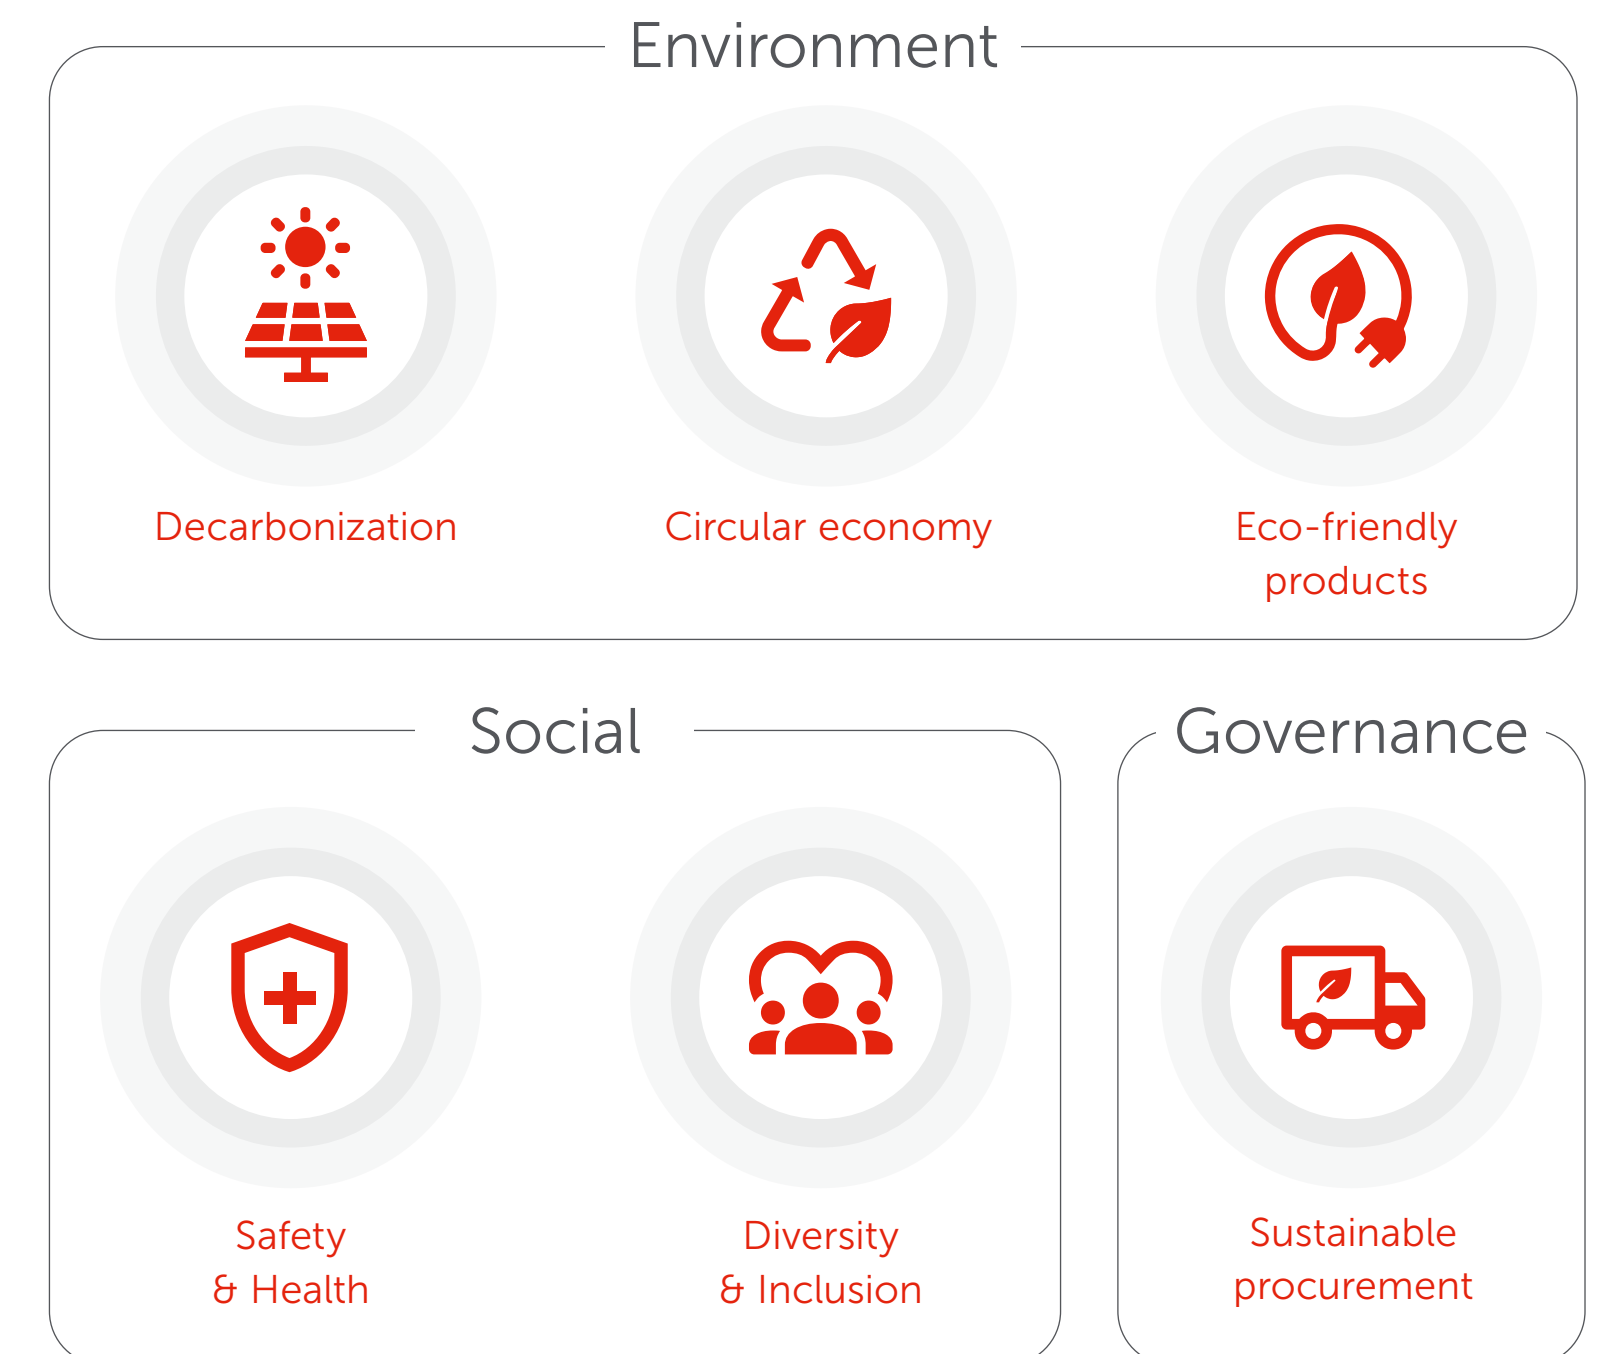 Environment
Decarbonization
Circular economy
Eco-friendly
products
Social
Safety
& Health
Diversity
& Inclusion
Governance
Sustainable
procurement